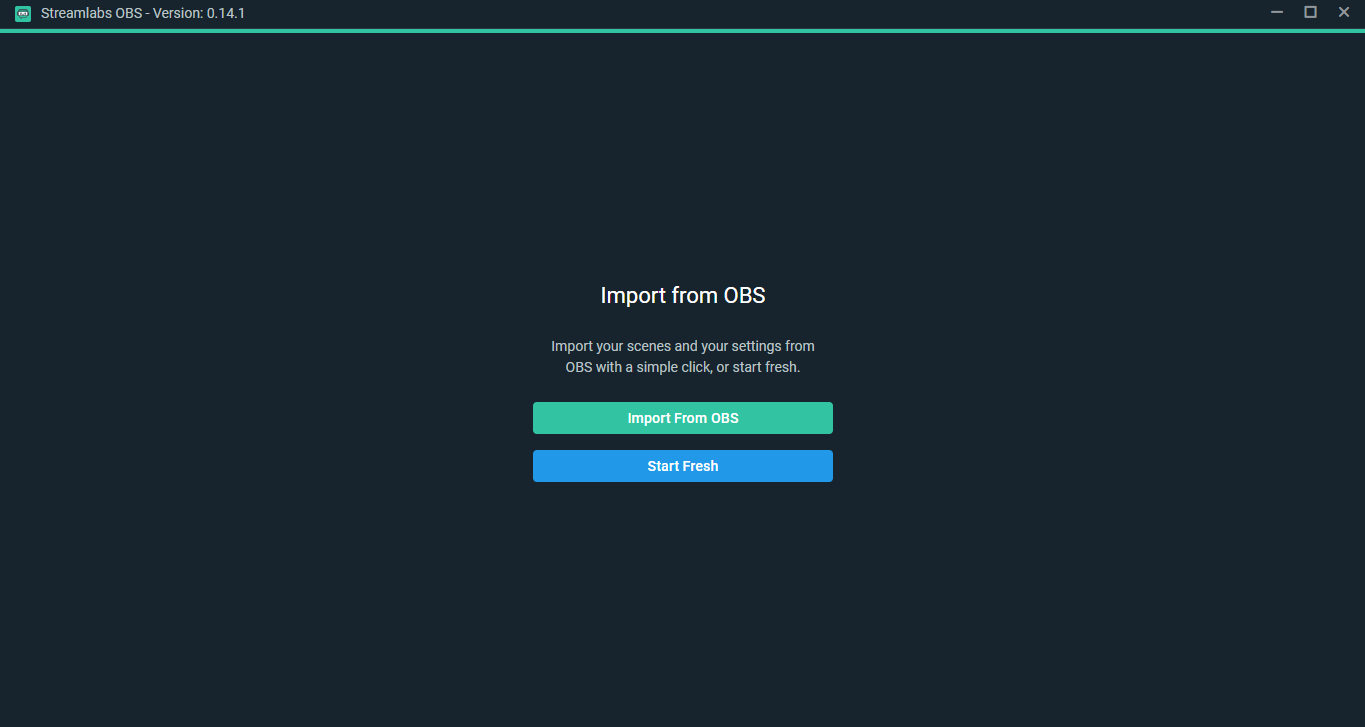 Streamlabs OBS - Version: 0.14.1
Import from OBS
Import your scenes and your settings from
OBS with a simple click, or start fresh.
Import From OBS
Start Fresh